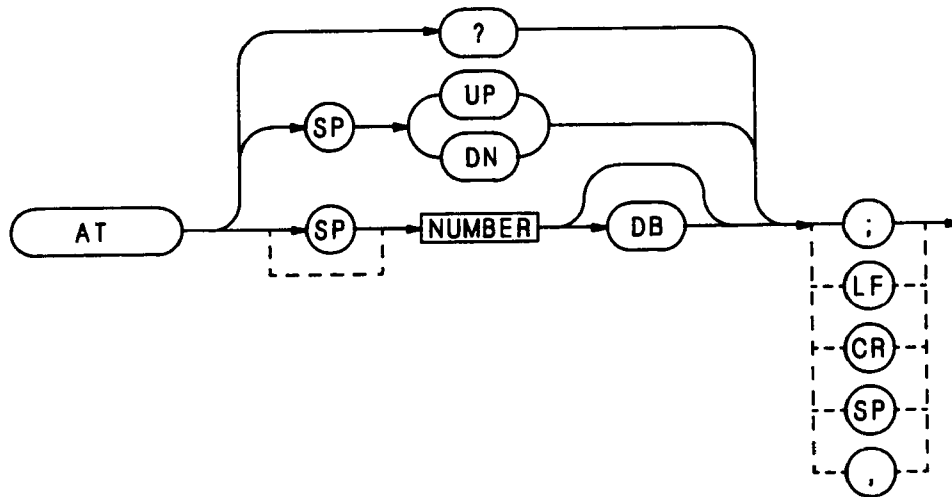 ?
UP
SP
DN
AT
SP
NUMBER
DB
;
LF
CR
SP
,